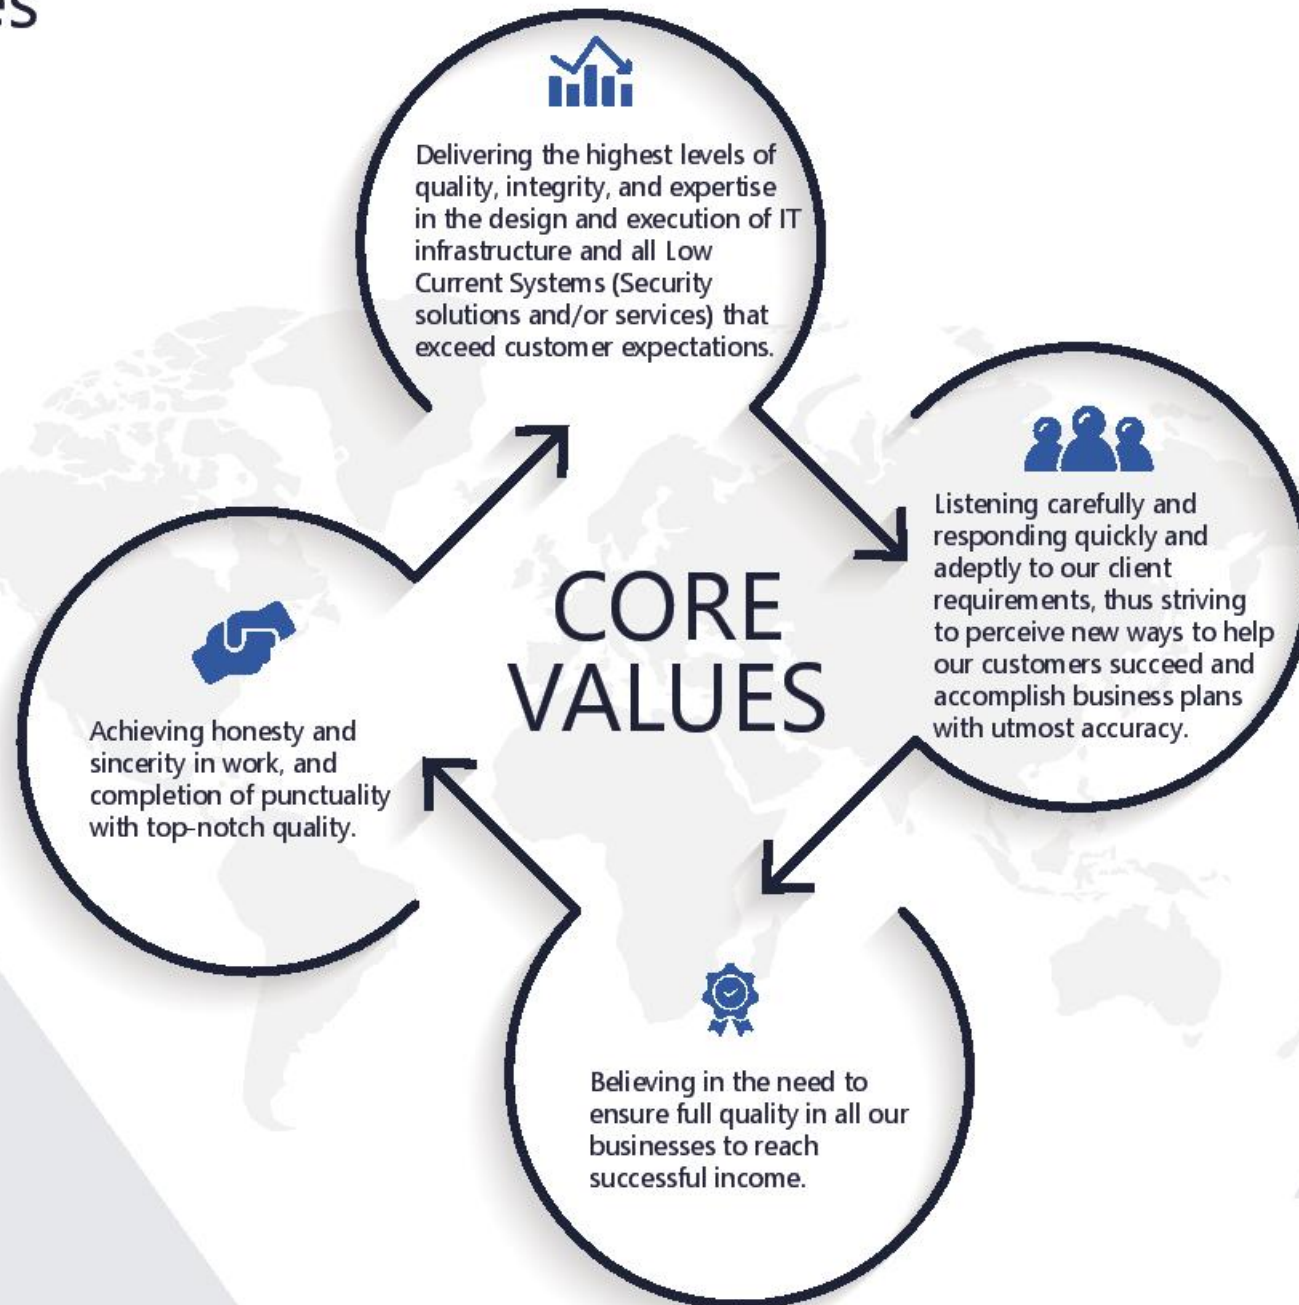 Delivering the highest levels of
quality, integrity, and expertise
in the design and execution of IT
infrastructure and all Low
Current Systems (Security
solutions and/or services) that
exceed customer expectations.
Listening carefully and
responding quickly and
adeptly to our client
requirements, thus striving
to perceive new ways to help
our customers succeed and
accomplish business plans
with utmost accuracy.
CORE
VALUES
Achieving honesty and
sincerity in work, and
completion of punctuality
with top-notch quality.
Believing in the need to
ensure full quality in all our
businesses to reach
successful income.